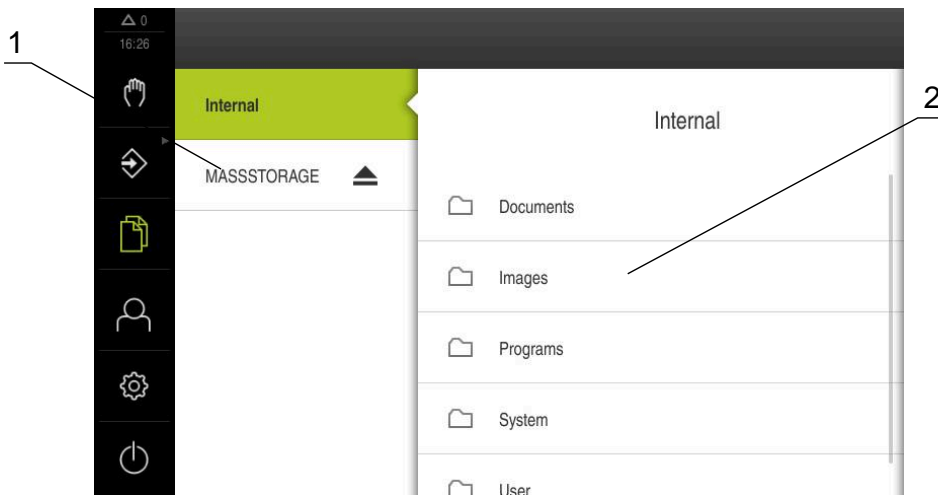 1
0
16:26
Internal
MASSSTORAGE
Internal
2
Documents
Images
Programs
System
User